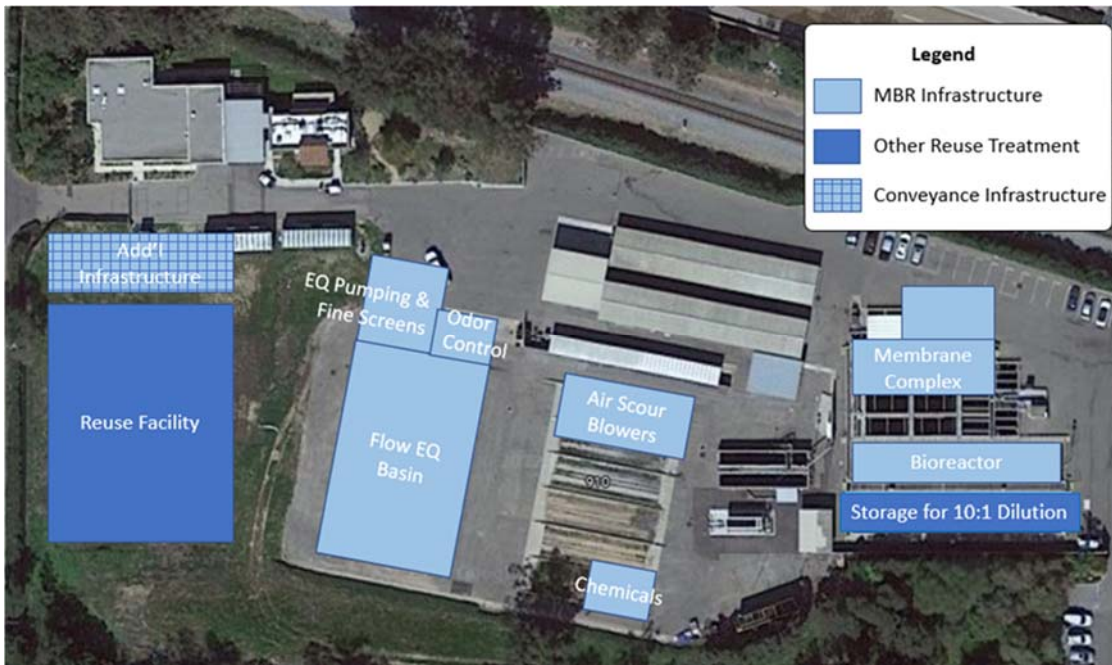 Legend
MBR Infrastructure
Other Reuse Treatment
Conveyance Infrastructure
Add'l
Infrastructure
EQ Pumping &
Fine Screens
Odor
Control
Membrane
Complex
Air Scour
Blowers
Reuse Facility
Flow EQ
Basin
Bioreactor
910
Storage for 10:1 Dilution
Chemicals